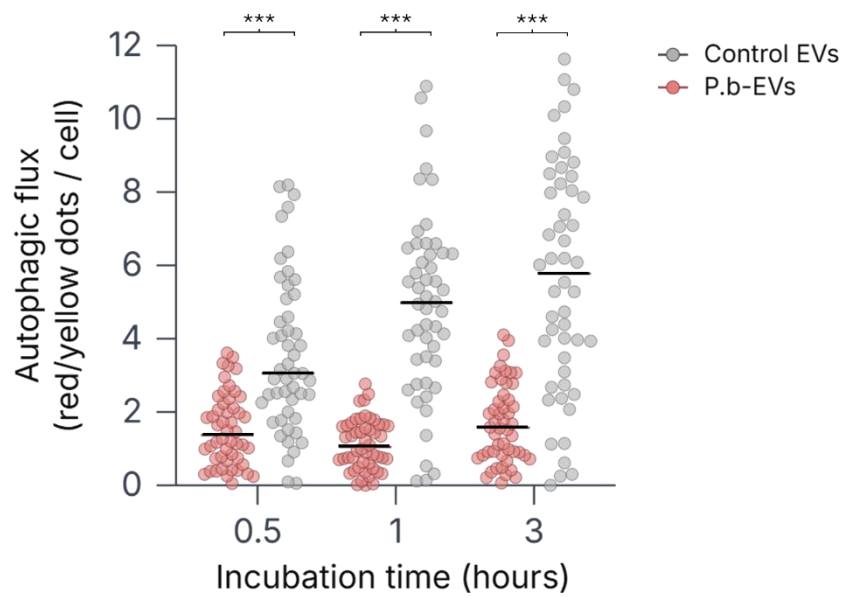 *** *** ***
Control EVs
P.b-EVs
Autophagic flux
(red/yellow dots / cell)
12
10
8
6
4
2
0
0.5 1 3
Incubation time (hours)